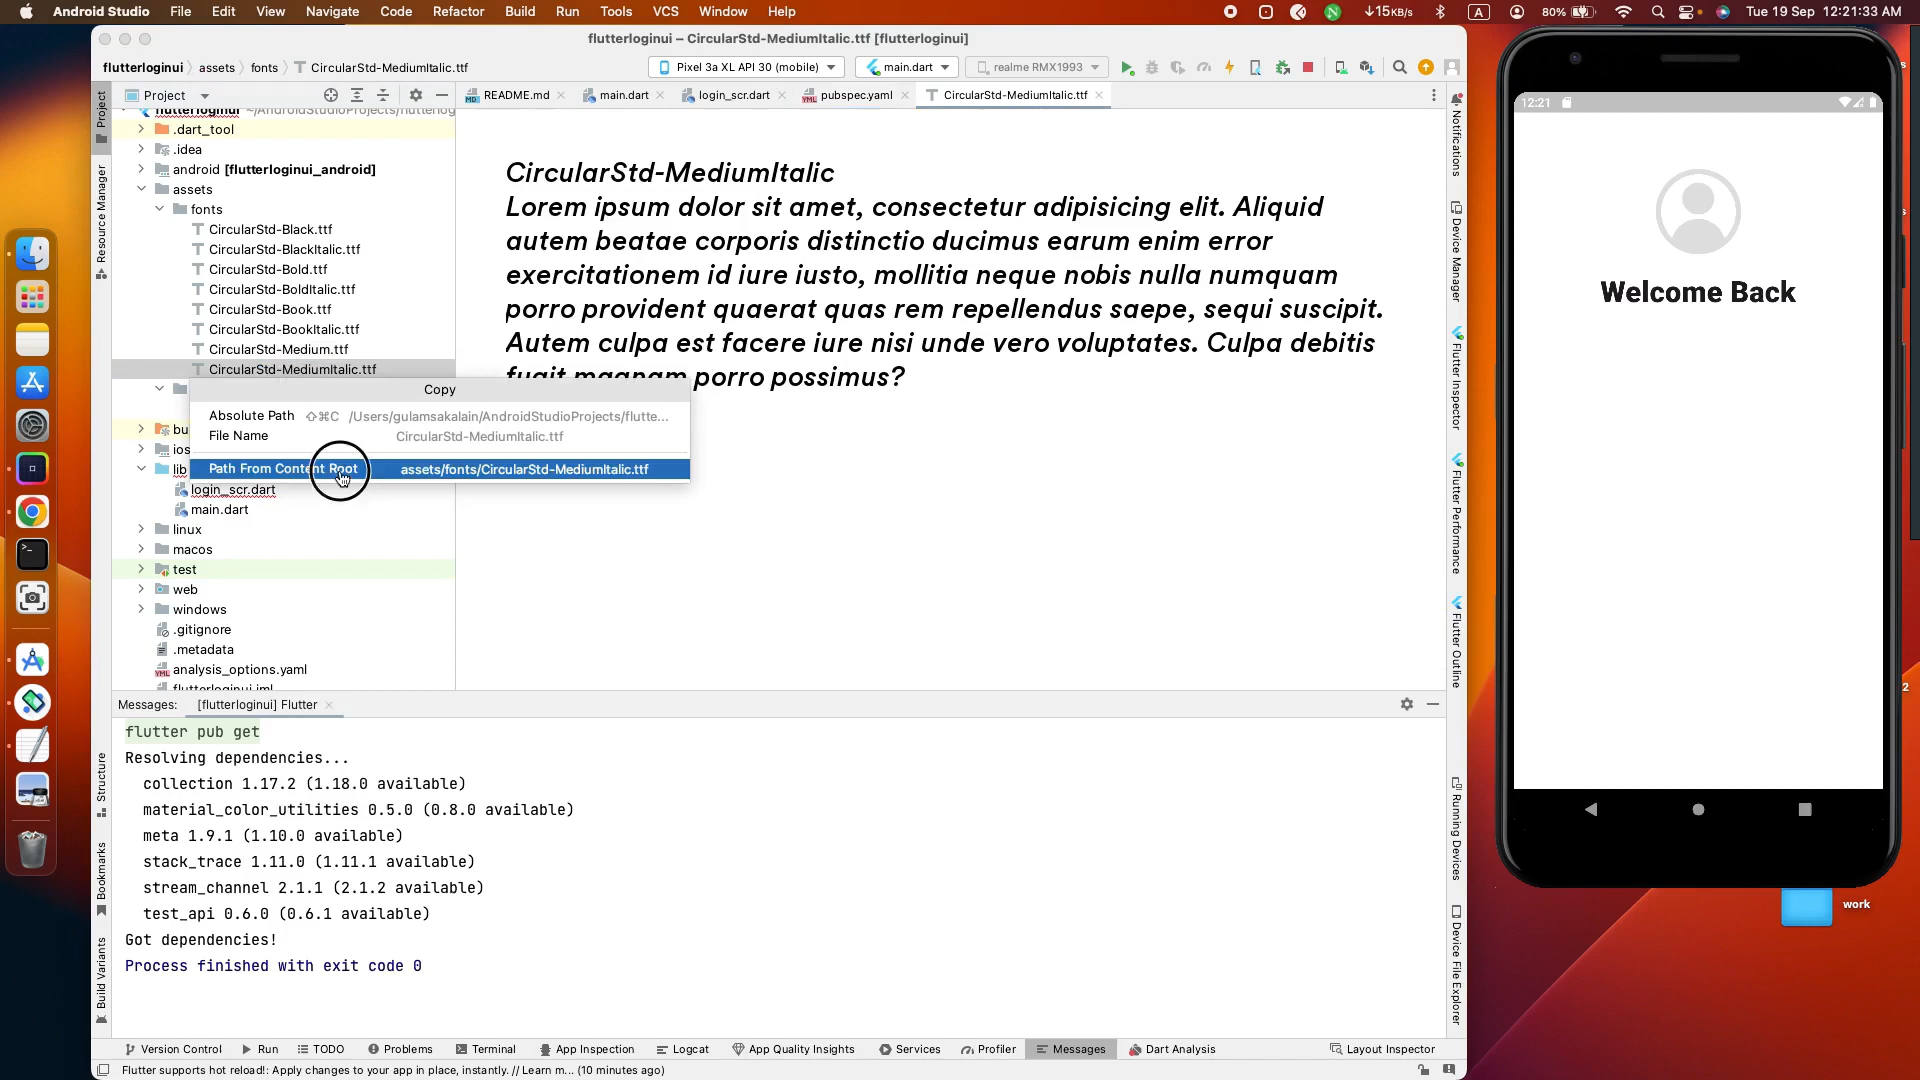 Android Studio File Edit View Navigate Code Refactor Build Run Tools VCS Window Help
↓15KB/s A 80% Tue 19 Sep 12:21:33 AM
flutterloginui – CircularStd-MediumItalic.ttf [flutterloginui]
flutterloginui assets fonts CircularStd-MediumItalic.ttf
Pixel 3a XL API 30 (mobile) main.dart realme RMX1993
Project
README.md main.dart login_scr.dart pubspec.yaml CircularStd-MediumItalic.ttf
flutterloginui ~/AndroidStudioProjects/flutterlog
.dart_tool
.idea
android [flutterloginui_android]
assets
fonts
CircularStd-Black.ttf
CircularStd-BlackItalic.ttf
CircularStd-Bold.ttf
CircularStd-BoldItalic.ttf
CircularStd-Book.ttf
CircularStd-BookItalic.ttf
CircularStd-Medium.ttf
CircularStd-MediumItalic.ttf
Copy
Absolute Path ⇧⌘C /Users/gulamsakalain/AndroidStudioProjects/flutte...
File Name CircularStd-MediumItalic.ttf
Path From Content Root assets/fonts/CircularStd-MediumItalic.ttf
bu
ios
lib
login_scr.dart
main.dart
linux
macos
test
web
windows
.gitignore
.metadata
analysis_options.yaml
flutterloginui.iml
CircularStd-MediumItalic
Lorem ipsum dolor sit amet, consectetur adipisicing elit. Aliquid
autem beatae corporis distinctio ducimus earum enim error
exercitationem id iure iusto, mollitia neque nobis nulla numquam
porro provident quaerat quas rem repellendus saepe, sequi suscipit.
Autem culpa est facere iure nisi unde vero voluptates. Culpa debitis
fugit magnam porro possimus?
Project
Resource Manager
Structure
Bookmarks
Build Variants
Notifications
Device Manager
Flutter Inspector
Flutter Performance
Flutter Outline
Running Devices
Device File Explorer
Messages: [flutterloginui] Flutter
flutter pub get
Resolving dependencies...
collection 1.17.2 (1.18.0 available)
material_color_utilities 0.5.0 (0.8.0 available)
meta 1.9.1 (1.10.0 available)
stack_trace 1.11.0 (1.11.1 available)
stream_channel 2.1.1 (2.1.2 available)
test_api 0.6.0 (0.6.1 available)
Got dependencies!
Process finished with exit code 0
Version Control Run TODO Problems Terminal App Inspection Logcat App Quality Insights Services Profiler Messages Dart Analysis Layout Inspector
Flutter supports hot reload!: Apply changes to your app in place, instantly. // Learn m... (10 minutes ago)
12:21
Welcome Back
work